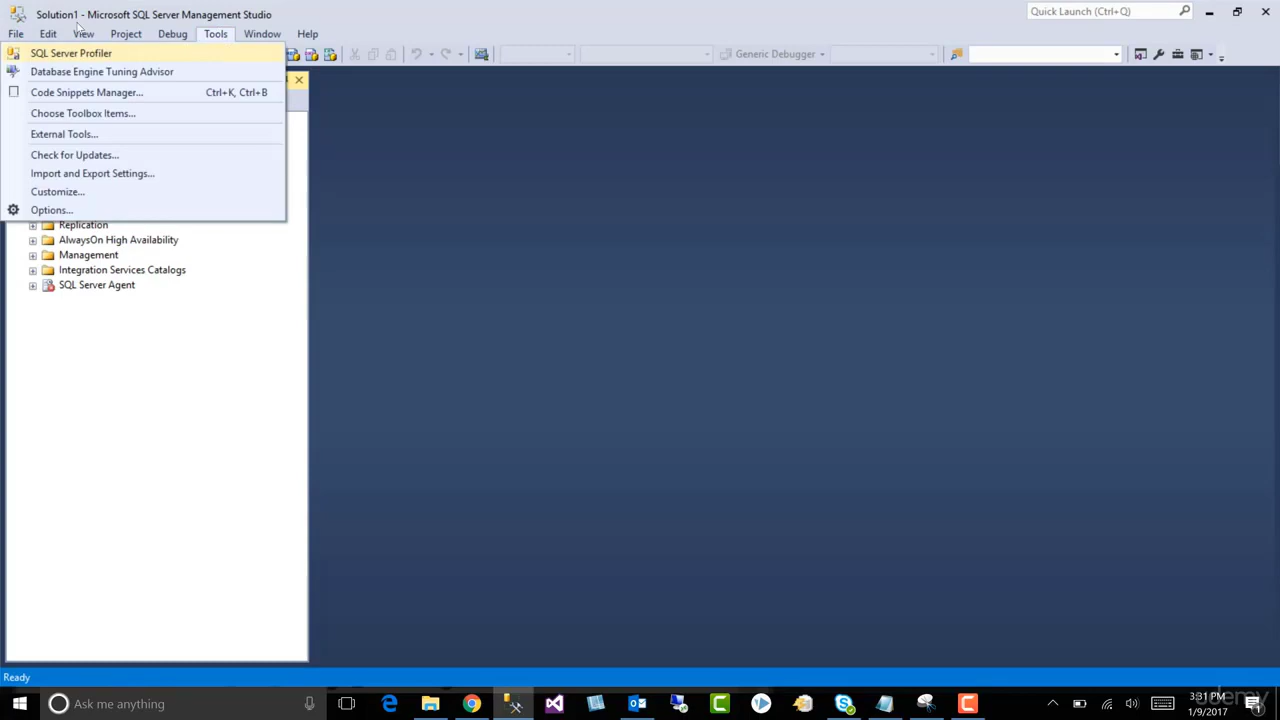 Solution1 - Microsoft SQL Server Management Studio
Quick Launch (Ctrl+Q)
File Edit View Project Debug Tools Window Help
SQL Server Profiler
Generic Debugger
Database Engine Tuning Advisor
Code Snippets Manager... Ctrl+K, Ctrl+B
Choose Toolbox Items...
External Tools...
Check for Updates...
Import and Export Settings...
Customize...
Options...
Replication
AlwaysOn High Availability
Management
Integration Services Catalogs
SQL Server Agent
Ready
Ask me anything
3:31 PM
1/9/2017
udemy